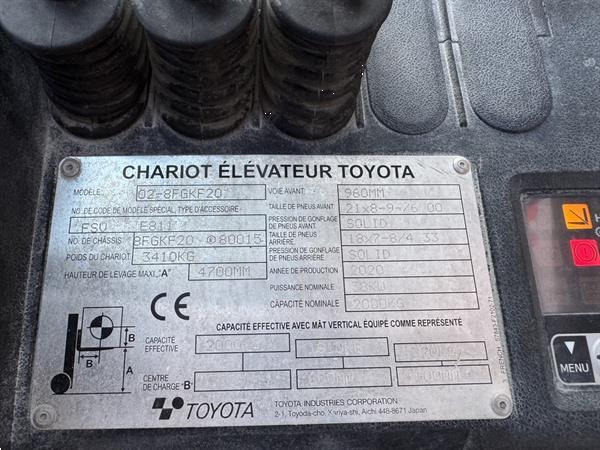 CHARIOT ÉLÉVATEUR TOYOTA
MODÈLE 02-8FGKF20 VOIE AVANT 960MM
NO. DE CODE DE MODÈLE SPÉCIAL, TYPE D'ACCESSOIRE TAILLE DE PNEUS AVANT 21x8-9-/6.00
FSV E811 PRESSION DE GONFLAGE DE PNEUS AVANT SOLID
NO. DE CHÂSSIS 8FGKF20 80015 TAILLE DE PNEUS ARRIÈRE 18x7-8/4.33
POIDS DU CHARIOT 3410KG PRESSION DE GONFLAGE DE PNEUS ARRIÈRE SOLID
HAUTEUR DE LEVAGE MAXI. "A" 4700MM ANNÉE DE PRODUCTION 2020
PUISSANCE NOMINALE 38KW
CAPACITÉ NOMINALE 2000KG
CE
B
B
A
CAPACITÉ EFFECTIVE AVEC MÂT VERTICAL ÉQUIPÉ COMME REPRÉSENTÉ
CAPACITÉ EFFECTIVE
CENTRE DE CHARGE "B"
TOYOTA
TOYOTA INDUSTRIES CORPORATION
2-1, Toyoda-cho, Kariya-shi, Aichi 448-8671 Japan
MENU